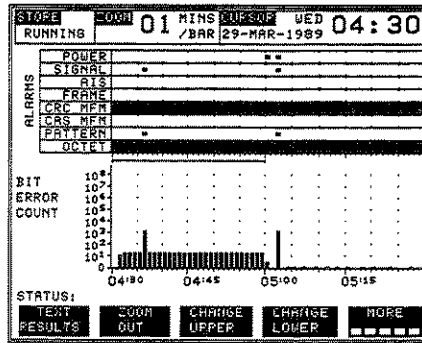 STORE ZOOM 01 MINS /BAR CURSOR WED 04:30
RUNNING 29-MAR-1989
ALARMS
POWER
SIGNAL
AIS
FRAME
CRC MFM
CAS MFM
PATTERN
OCTET
BIT ERROR COUNT
10⁸
10⁷
10⁶
10⁵
10⁴
10³
10²
10¹
0
04:30 04:45 05:00 05:15
STATUS:
TEXT RESULTS
ZOOM OUT
CHANGE UPPER
CHANGE LOWER
MORE